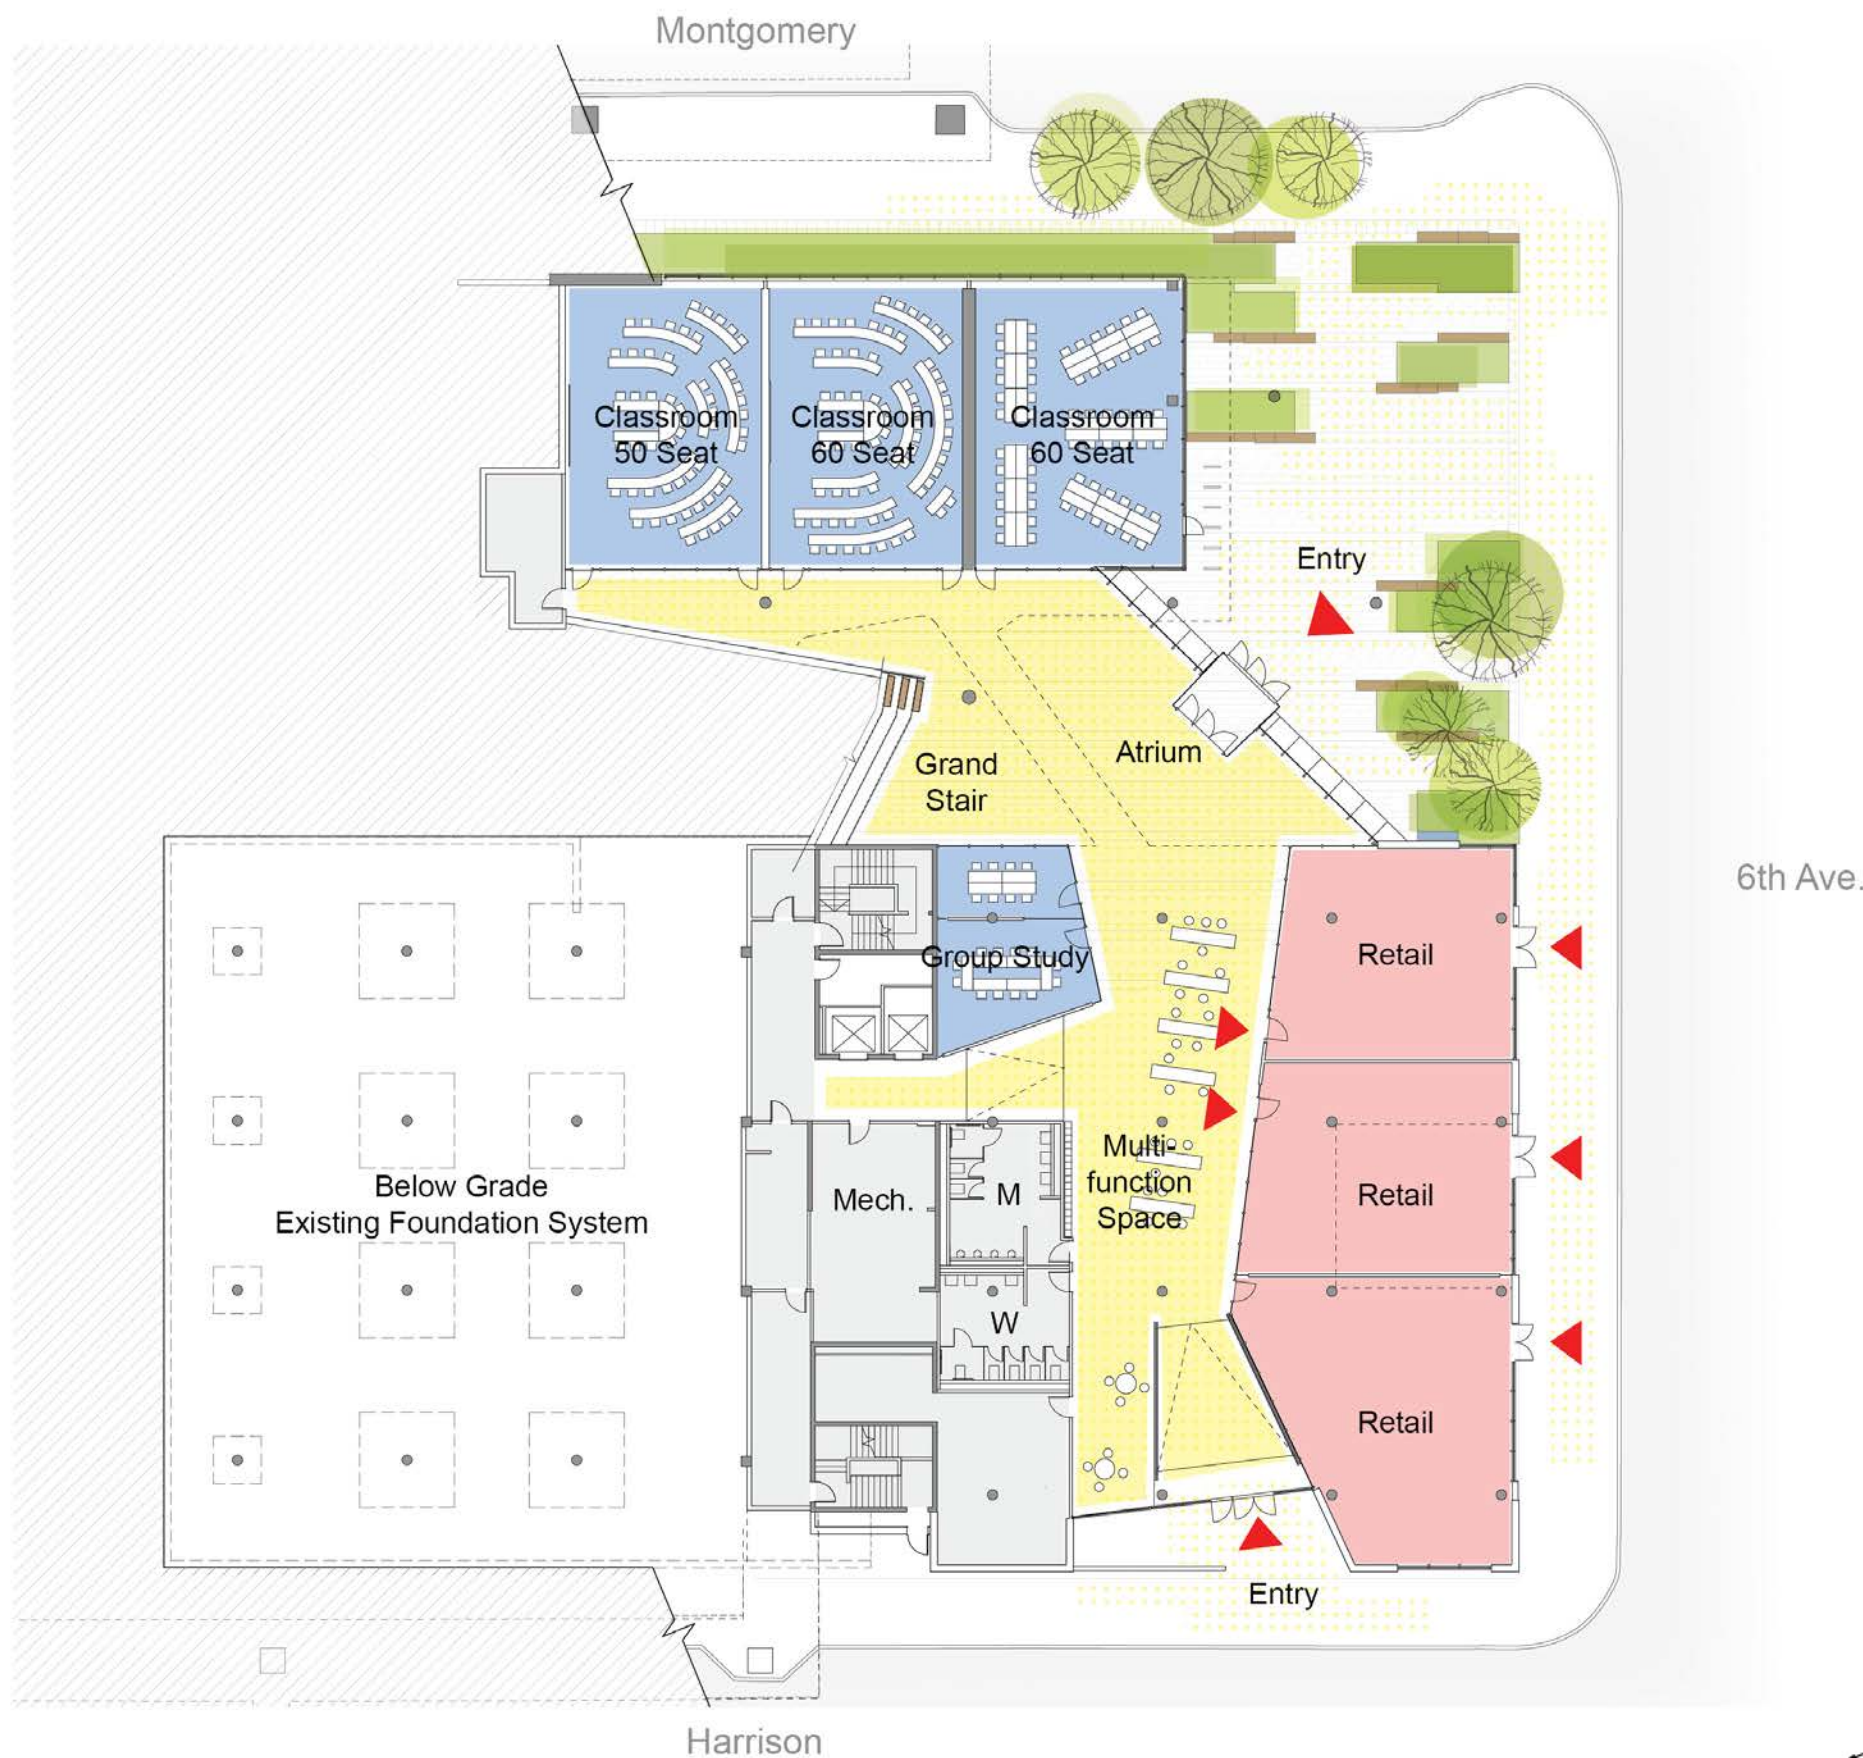 Montgomery
Classroom
50 Seat
Classroom
60 Seat
Classroom
60 Seat
Entry
Grand
Stair
Atrium
6th Ave.
Group Study
Retail
Below Grade
Existing Foundation System
Mech.
M
Multi-
function
Space
Retail
W
Retail
Entry
Harrison